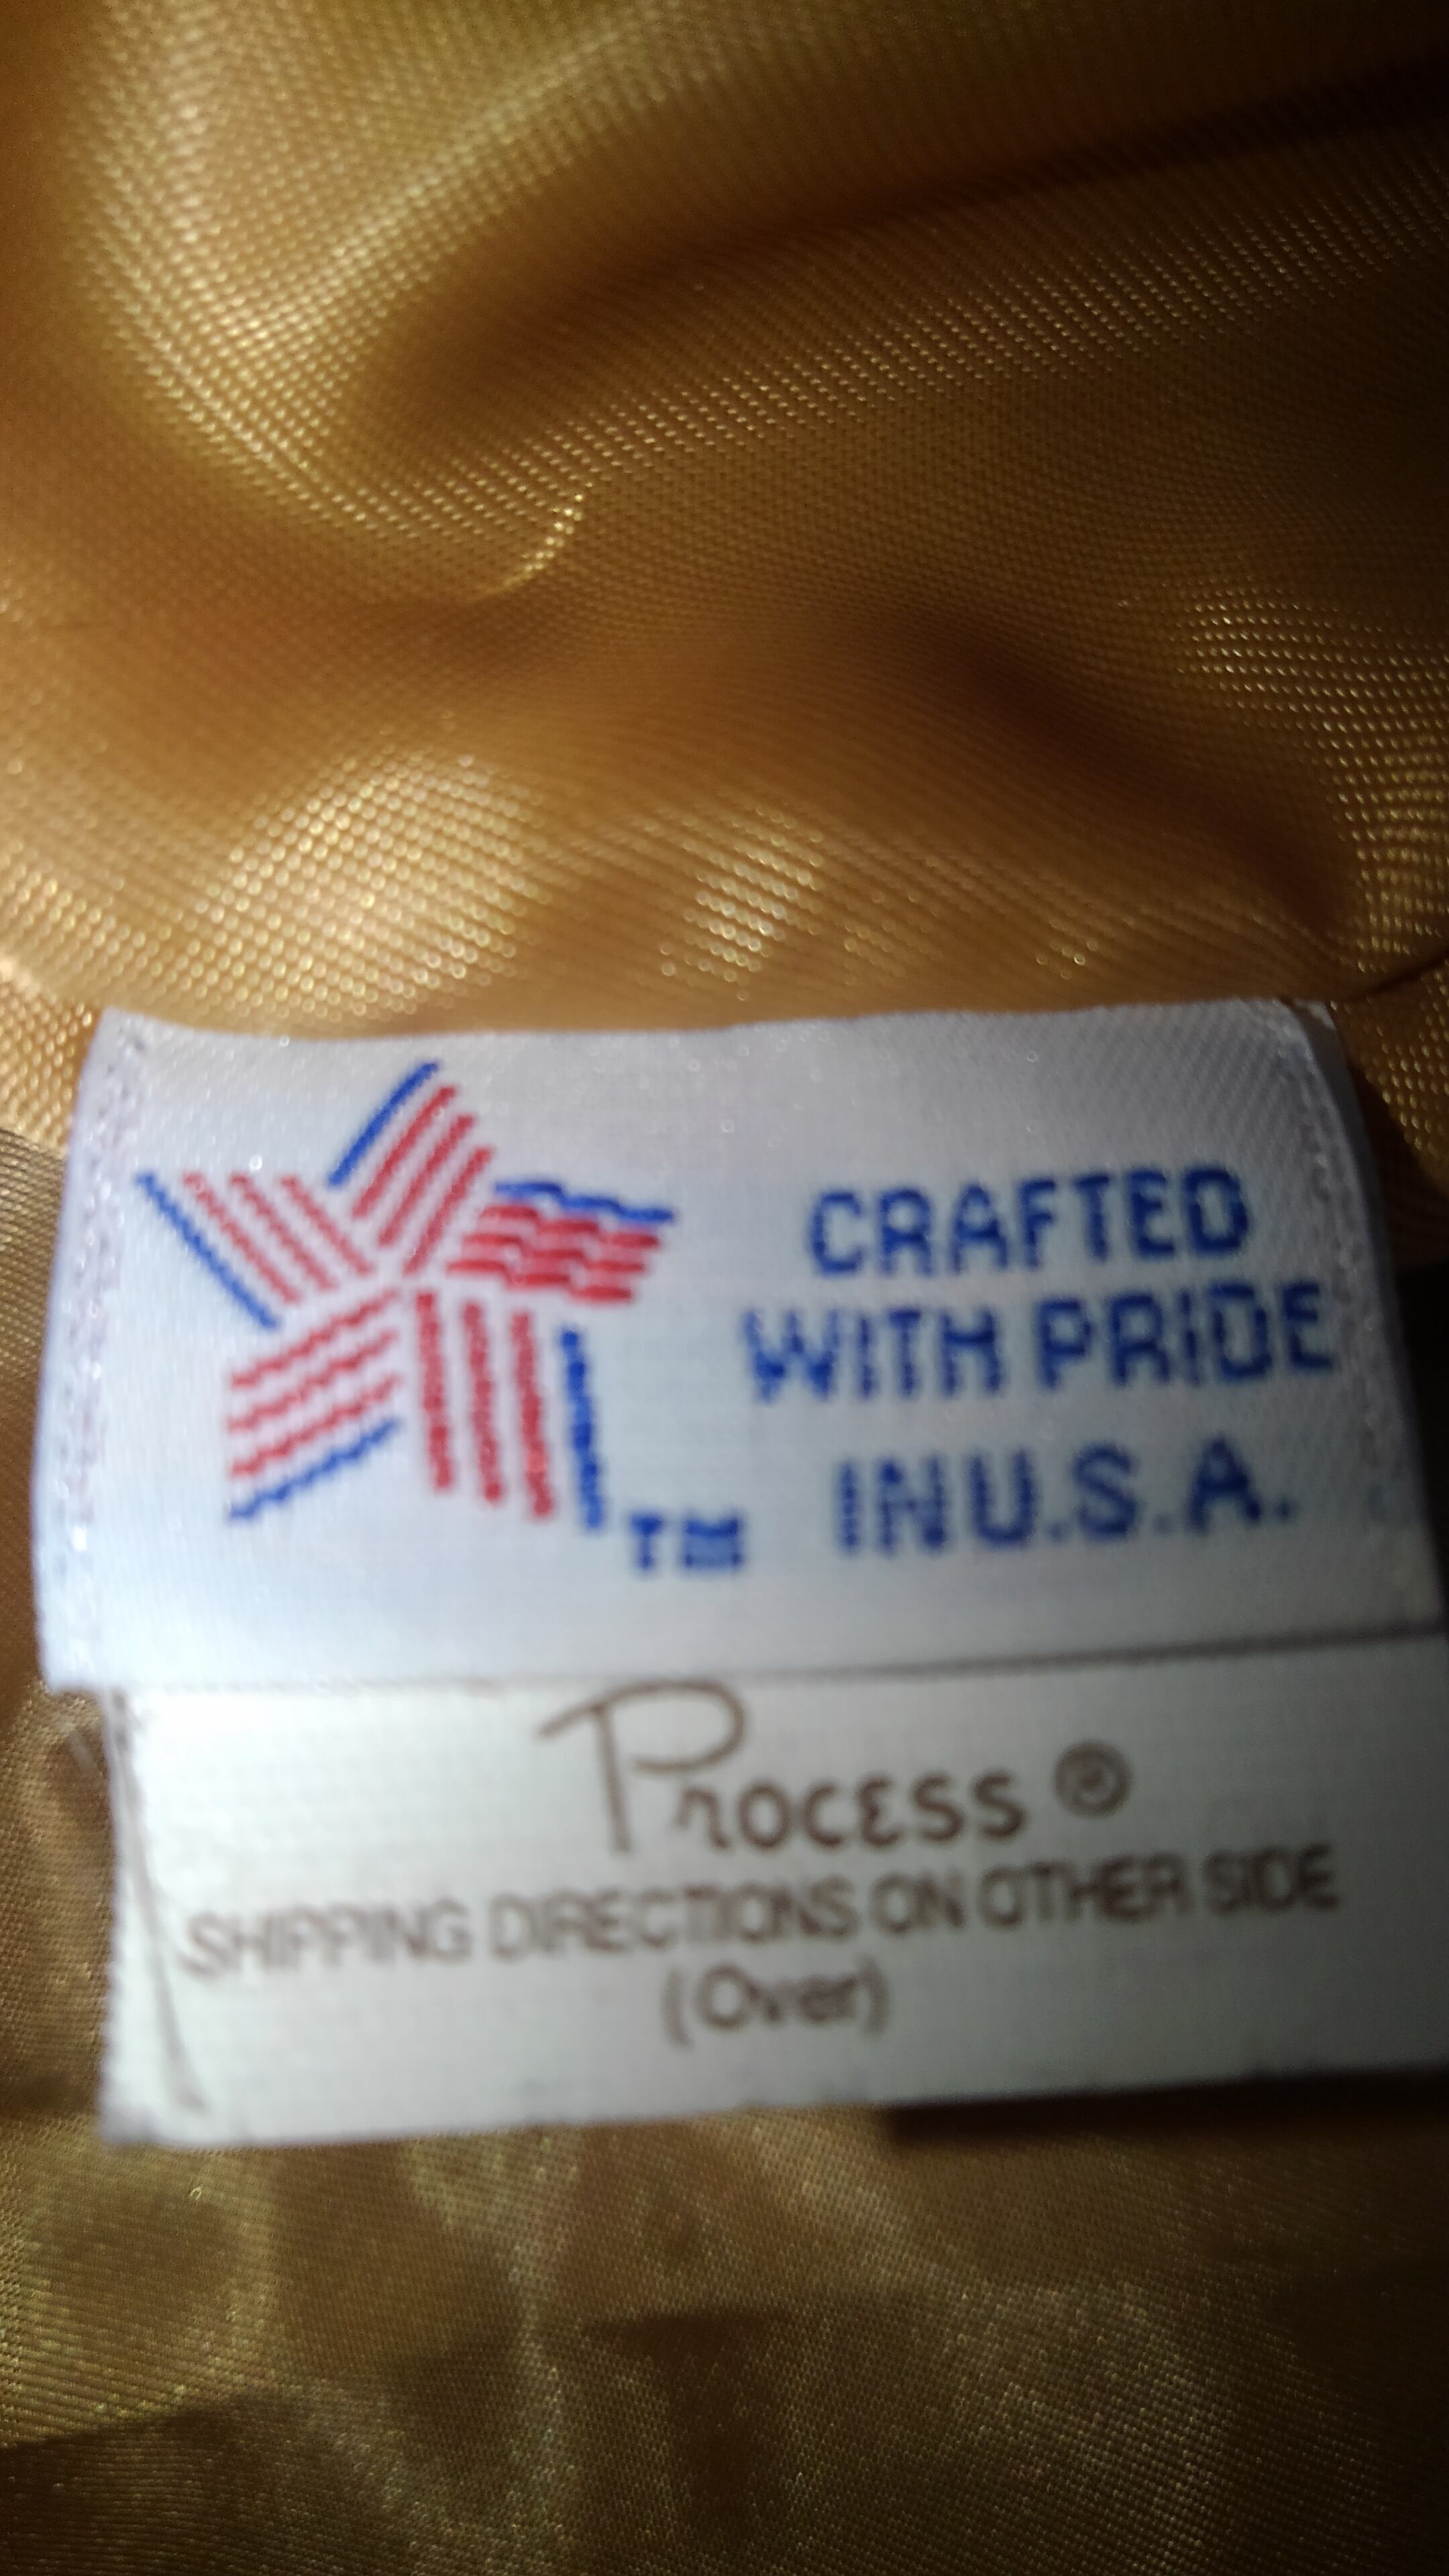 CRAFTED
WITH PRIDE
IN U.S.A.
TM
Process ®
SHIPPING DIRECTIONS ON OTHER SIDE
(Over)